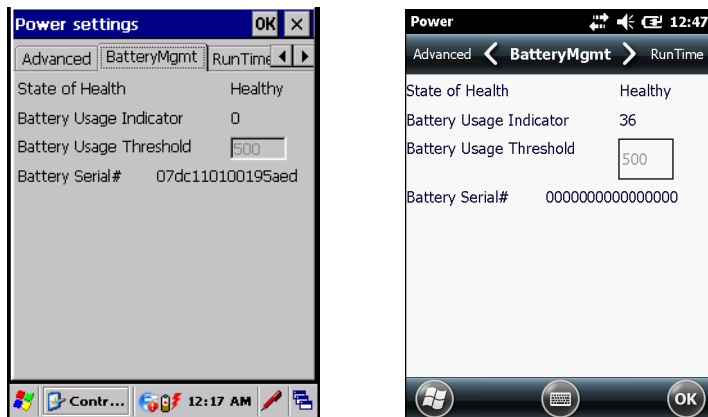 Power settings OK ×
Advanced BatteryMgmt RunTime
State of Health Healthy
Battery Usage Indicator 0
Battery Usage Threshold 500
Battery Serial# 07dc110100195aed
Contr... 12:17 AM
Power 12:47
Advanced BatteryMgmt RunTime
State of Health Healthy
Battery Usage Indicator 36
Battery Usage Threshold
500
Battery Serial# 0000000000000000
OK